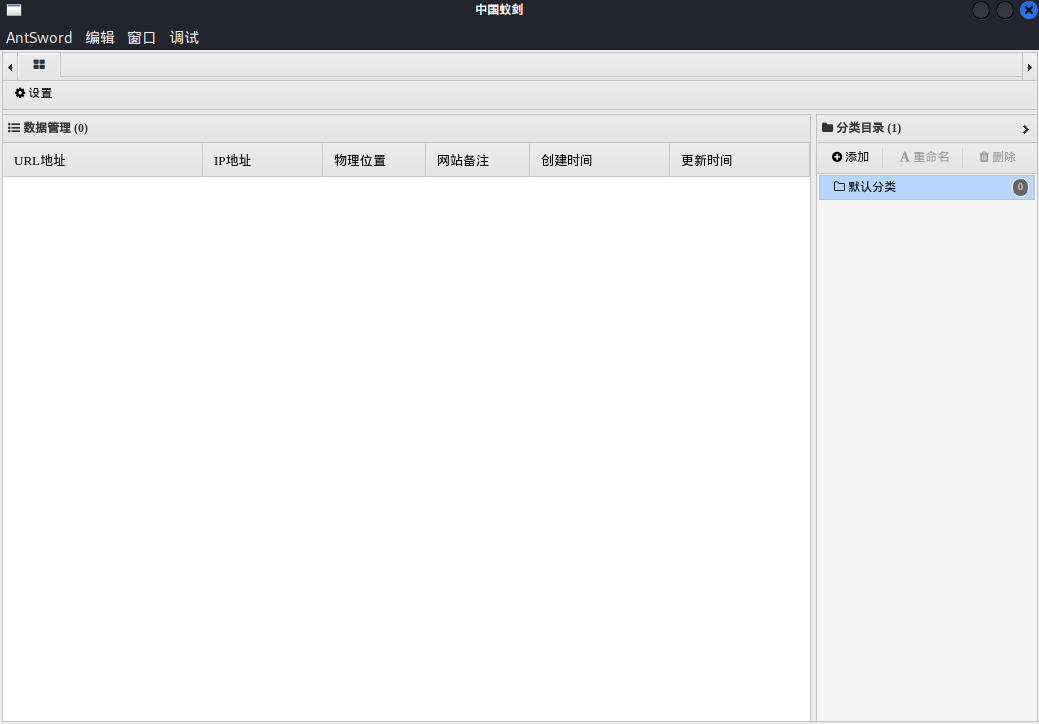 中国蚁剑
AntSword 编辑 窗口 调试
设置
数据管理 (0)
URL地址 IP地址 物理位置 网站备注 创建时间 更新时间
分类目录 (1)
添加 重命名 删除
默认分类 0